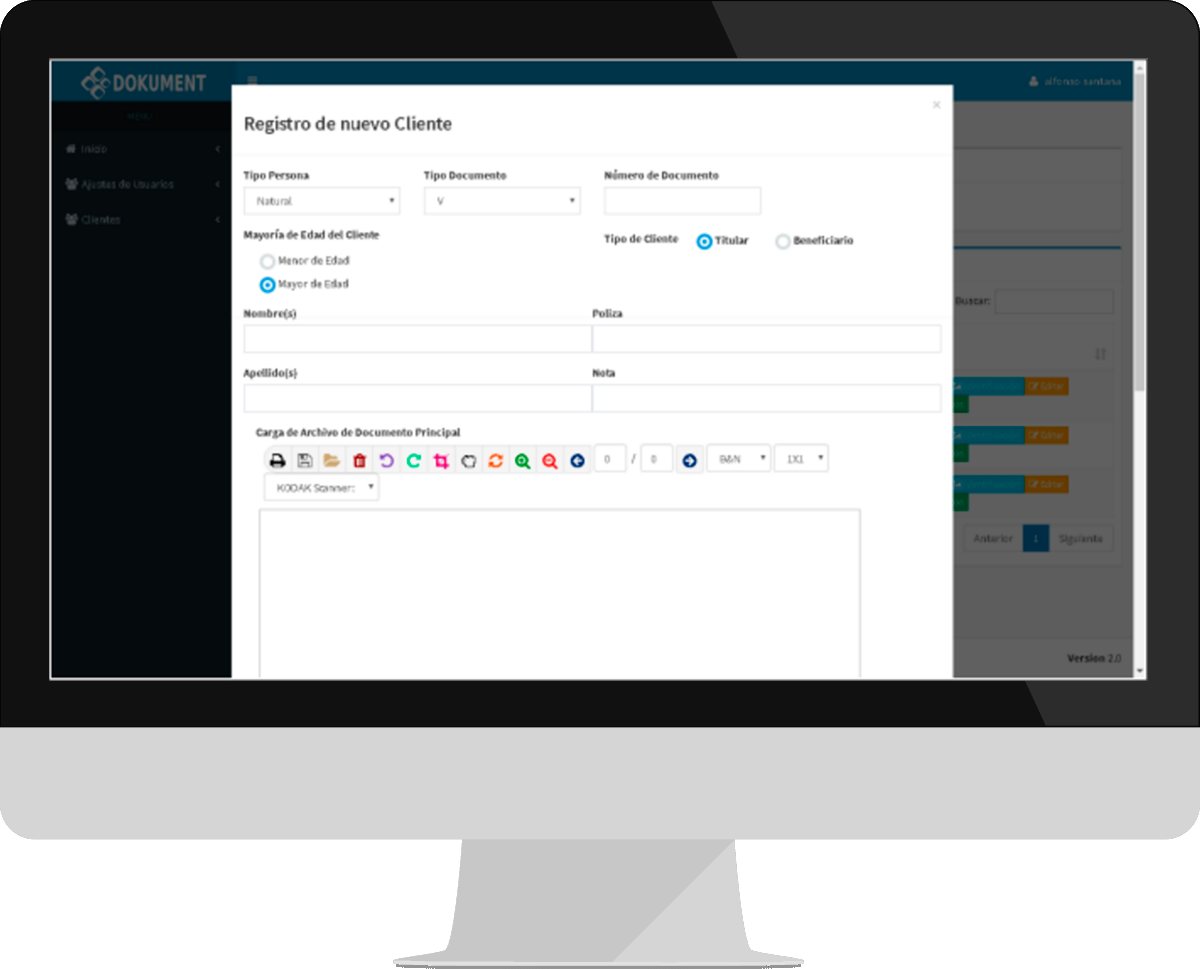 DOKUMENT
alfonso santana
MENU
Inicio
Ajustes de Usuarios
Clientes
×
Registro de nuevo Cliente
Tipo Persona Tipo Documento Número de Documento
Natural V
Mayoría de Edad del Cliente Tipo de Cliente Titular Beneficiario
Menor de Edad
Mayor de Edad
Buscar:
Nombre(s) Poliza
Apellido(s) Nota
Editar
Carga de Archivo de Documento Principal
Editar
0 / 0 B&N 1X1
KODAK Scanner:
Editar
Anterior 1 Siguiente
Version 2.0